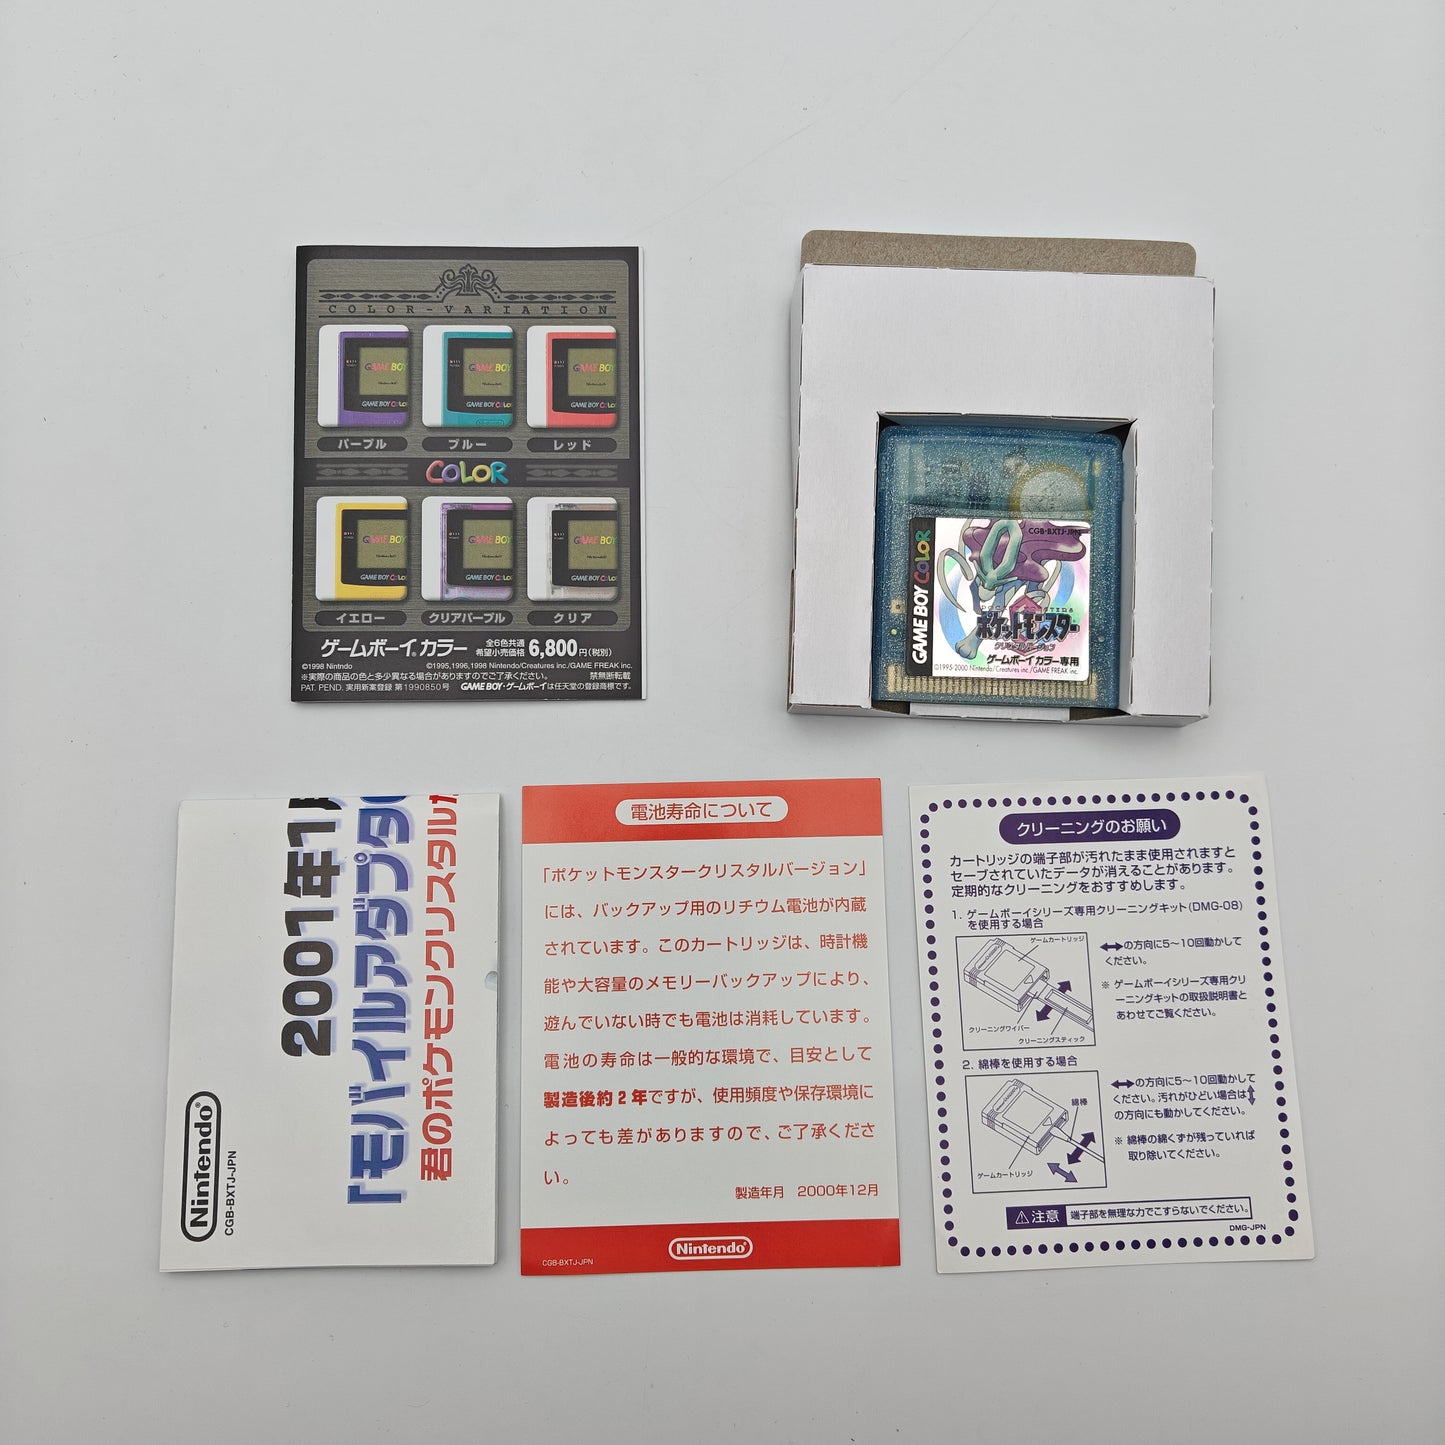 COLOR-VARIATION
パープル
ブルー
レッド
COLOR
イエロー
クリアパープル
クリア
ゲームボーイ®カラー 全6色共通 希望小売価格 6,800円(税別)
©1998 Nintndo ©1995,1996,1998 Nintendo/Creatures inc./GAME FREAK inc.
※実際の商品の色と多少異なる場合がありますのでご了承ください。 禁無断転載
PAT. PEND. 実用新案登録 第1990850号 GAME BOY・ゲームボーイは任天堂の登録商標です。
CGB-BXTJ-JPN
GAME BOY COLOR
ポケットモンスター
クリスタルバージョン
ゲームボーイ カラー専用
©1995-2000 Nintendo/Creatures inc./GAME FREAK inc.
2001年1月
「モバイルアダプタ
君のポケモンクリスタルが
Nintendo®
CGB-BXTJ-JPN
電池寿命について
「ポケットモンスタークリスタルバージョン」
には、バックアップ用のリチウム電池が内蔵
されています。このカートリッジは、時計機
能や大容量のメモリーバックアップにより、
遊んでいない時でも電池は消耗しています。
電池の寿命は一般的な環境で、目安として
製造後約2年ですが、使用頻度や保存環境に
よっても差がありますので、ご了承くださ
い。
製造年月 2000年12月
Nintendo®
CGB-BXTJ-JPN
クリーニングのお願い
カートリッジの端子部が汚れたまま使用されますと
セーブされていたデータが消えることがあります。
定期的なクリーニングをおすすめします。
1. ゲームボーイシリーズ専用クリーニングキット(DMG-08)
を使用する場合
ゲームカートリッジ
クリーニングワイパー
クリーニングスティック
⟷の方向に5〜10回動かして
ください。
※ ゲームボーイシリーズ専用クリ
ーニングキットの取扱説明書と
あわせてご覧ください。
2. 綿棒を使用する場合
綿棒
ゲームカートリッジ
⟷の方向に5〜10回動かして
ください。汚れがひどい場合は↕
の方向にも動かしてください。
※ 綿棒の綿くずが残っていれば
取り除いてください。
⚠注意 端子部を無理な力でこすらないでください。
DMG-JPN